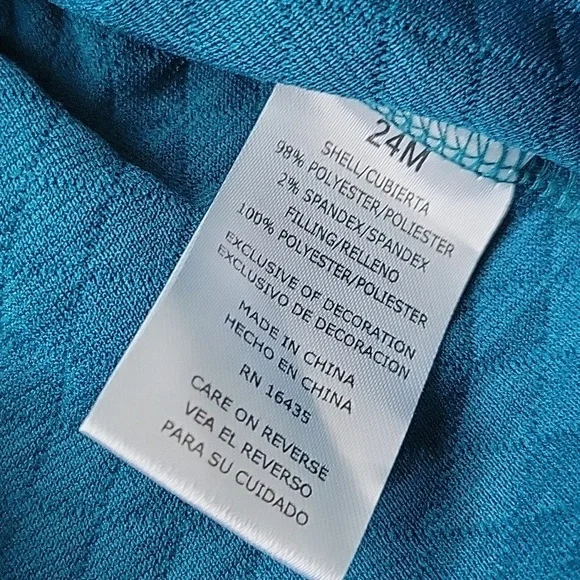 24M
SHELL/CUBIERTA
98% POLYESTER/POLIESTER
2% SPANDEX/SPANDEX
FILLING/RELLENO
100% POLYESTER/POLIESTER
EXCLUSIVE OF DECORATION
EXCLUSIVO DE DECORACION
MADE IN CHINA
HECHO EN CHINA
RN 16435
CARE ON REVERSE
VEA EL REVERSO
PARA SU CUIDADO